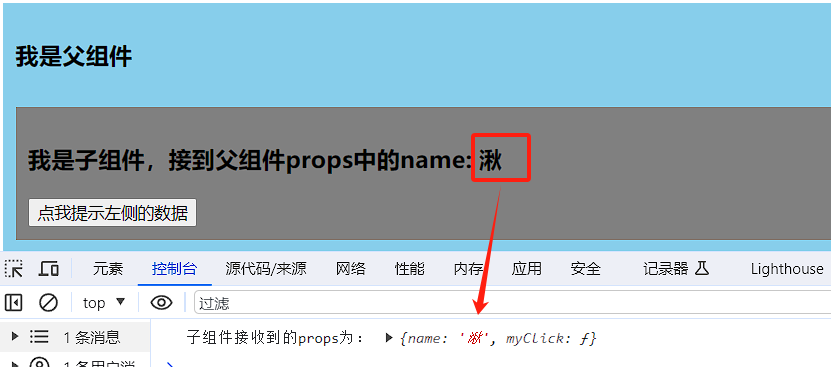 我是父组件
我是子组件，接到父组件props中的name: 湫
点我提示左侧的数据
元素 控制台 源代码/来源 网络 性能 内存 应用 安全 记录器 Lighthouse
top 过滤
1 条消息 子组件接收到的props为： {name: '湫', myClick: ƒ}
1 条用户消